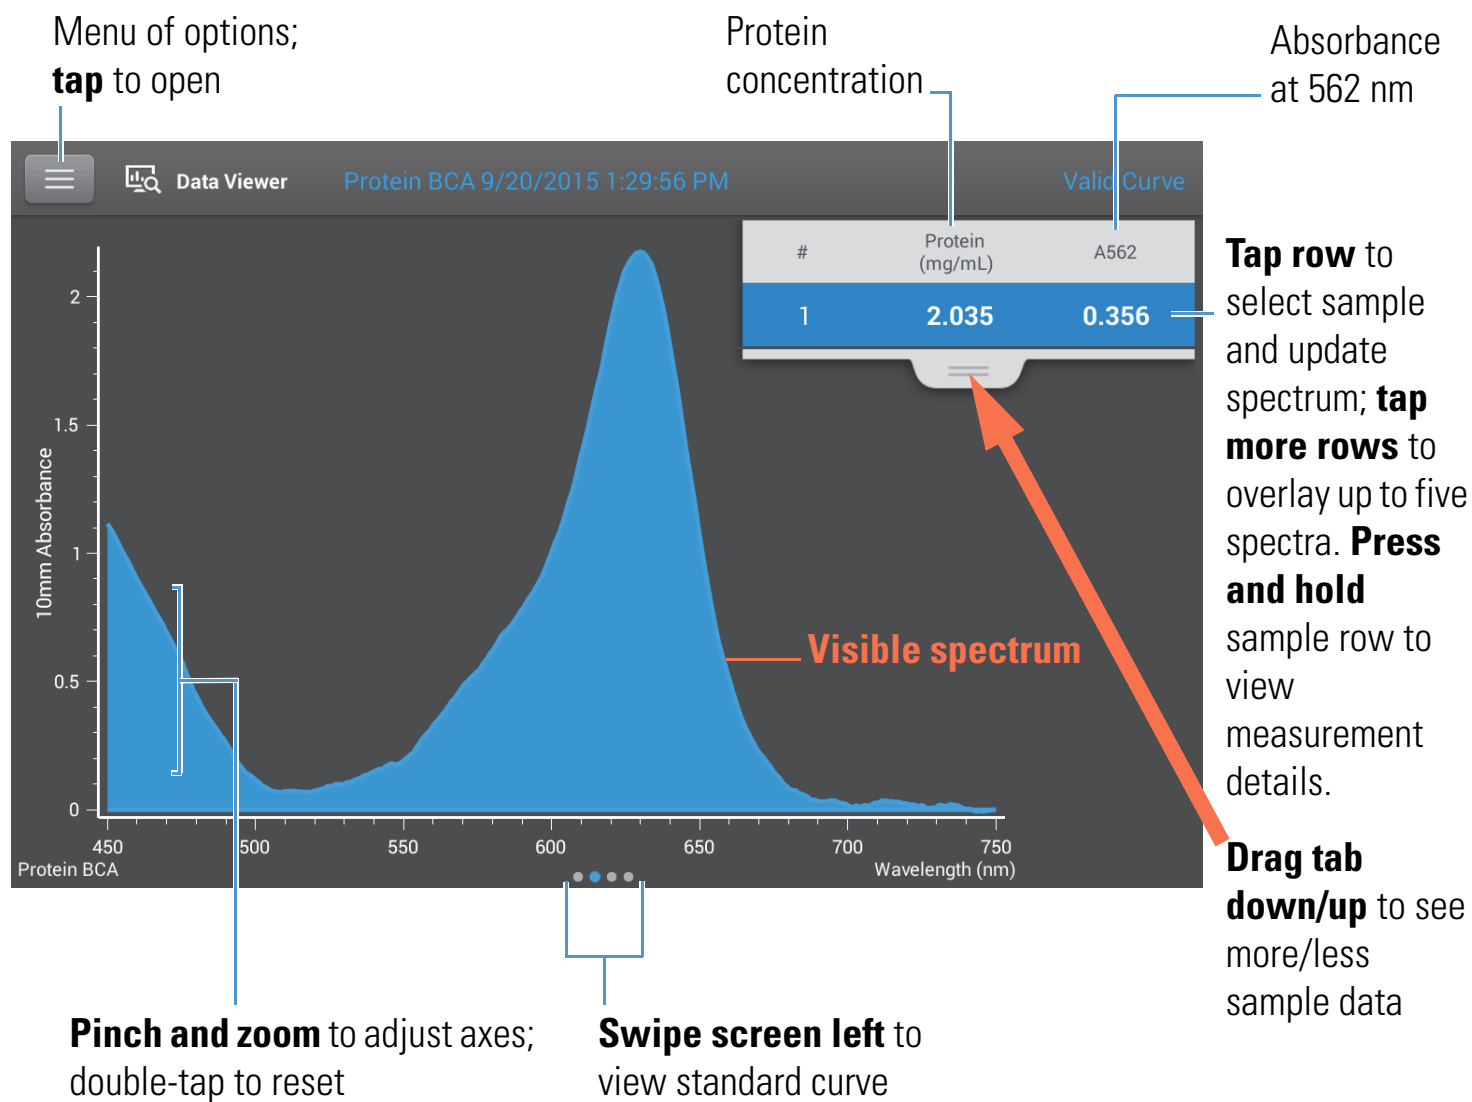 Menu of options;
tap to open
Protein
concentration
Absorbance
at 562 nm
Data Viewer
Protein BCA 9/20/2015 1:29:56 PM
Valid Curve
# Protein (mg/mL) A562
1 2.035 0.356
Tap row to
select sample
and update
spectrum; tap
more rows to
overlay up to five
spectra. Press
and hold
sample row to
view
measurement
details.
Drag tab
down/up to see
more/less
sample data
10mm Absorbance
2
1.5
1
0.5
0
Visible spectrum
450 500 550 600 650 700 750
Protein BCA
Wavelength (nm)
Pinch and zoom to adjust axes;
double-tap to reset
Swipe screen left to
view standard curve